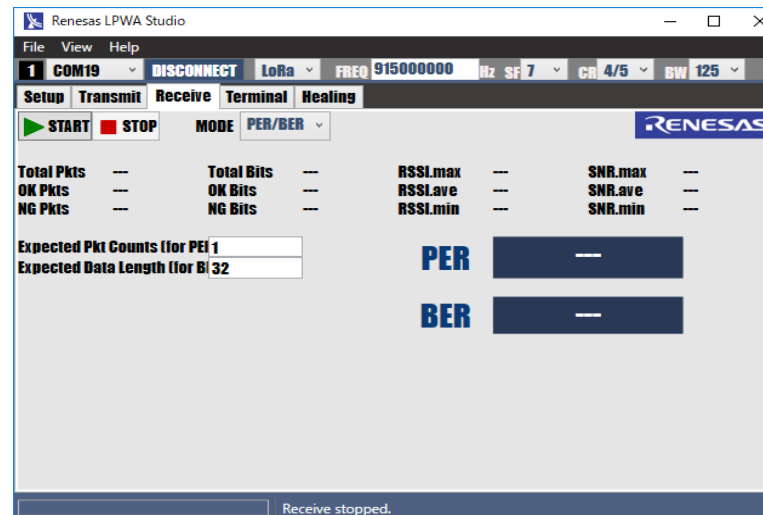 Renesas LPWA Studio
File View Help
1 COM19 DISCONNECT LoRa FREQ 915000000 Hz SF 7 CR 4/5 BW 125
Setup Transmit Receive Terminal Healing
START STOP MODE PER/BER RENESAS
Total Pkts --- Total Bits --- RSSI.max --- SNR.max ---
OK Pkts --- OK Bits --- RSSI.ave --- SNR.ave ---
NG Pkts --- NG Bits --- RSSI.min --- SNR.min ---
Expected Pkt Counts (for PE 1
Expected Data Length (for B 32
PER ---
BER ---
Receive stopped.